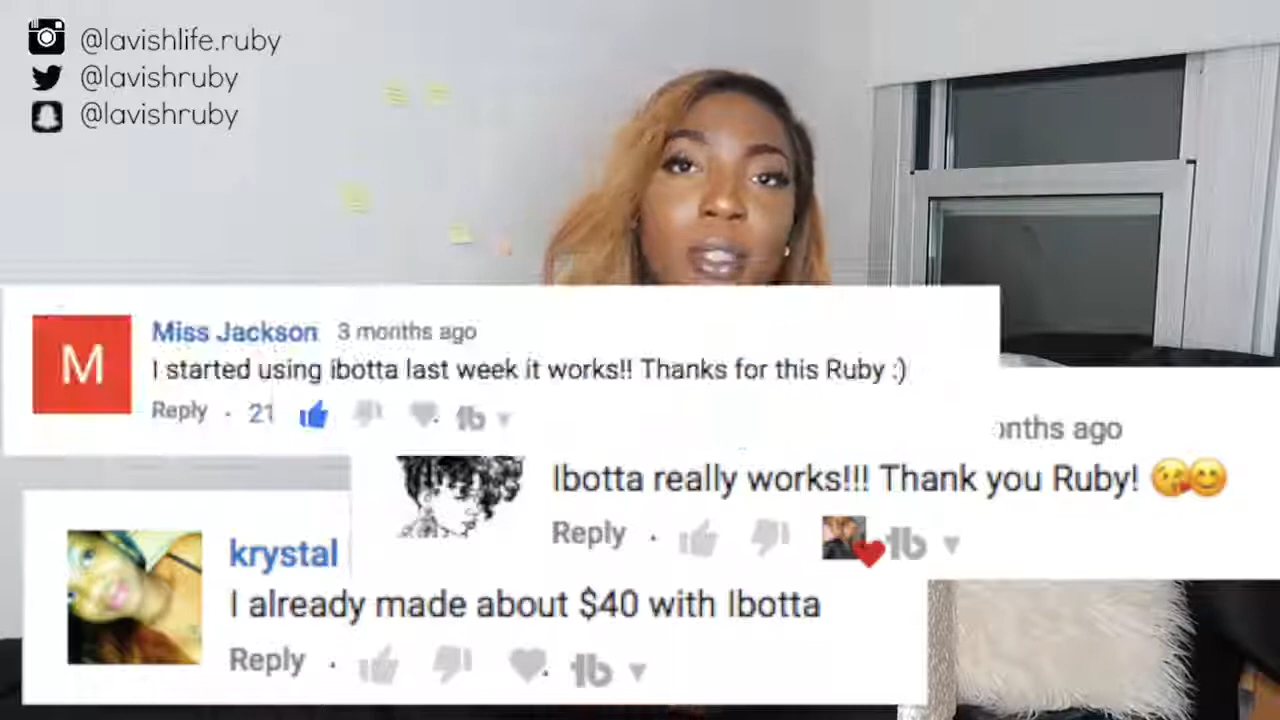 @lavishlife.ruby
@lavishruby
@lavishruby
M
Miss Jackson 3 months ago
I started using ibotta last week it works!! Thanks for this Ruby :)
Reply · 21
onths ago
Ibotta really works!!! Thank you Ruby! 😘😊
Reply ·
krystal
I already made about $40 with Ibotta
Reply ·